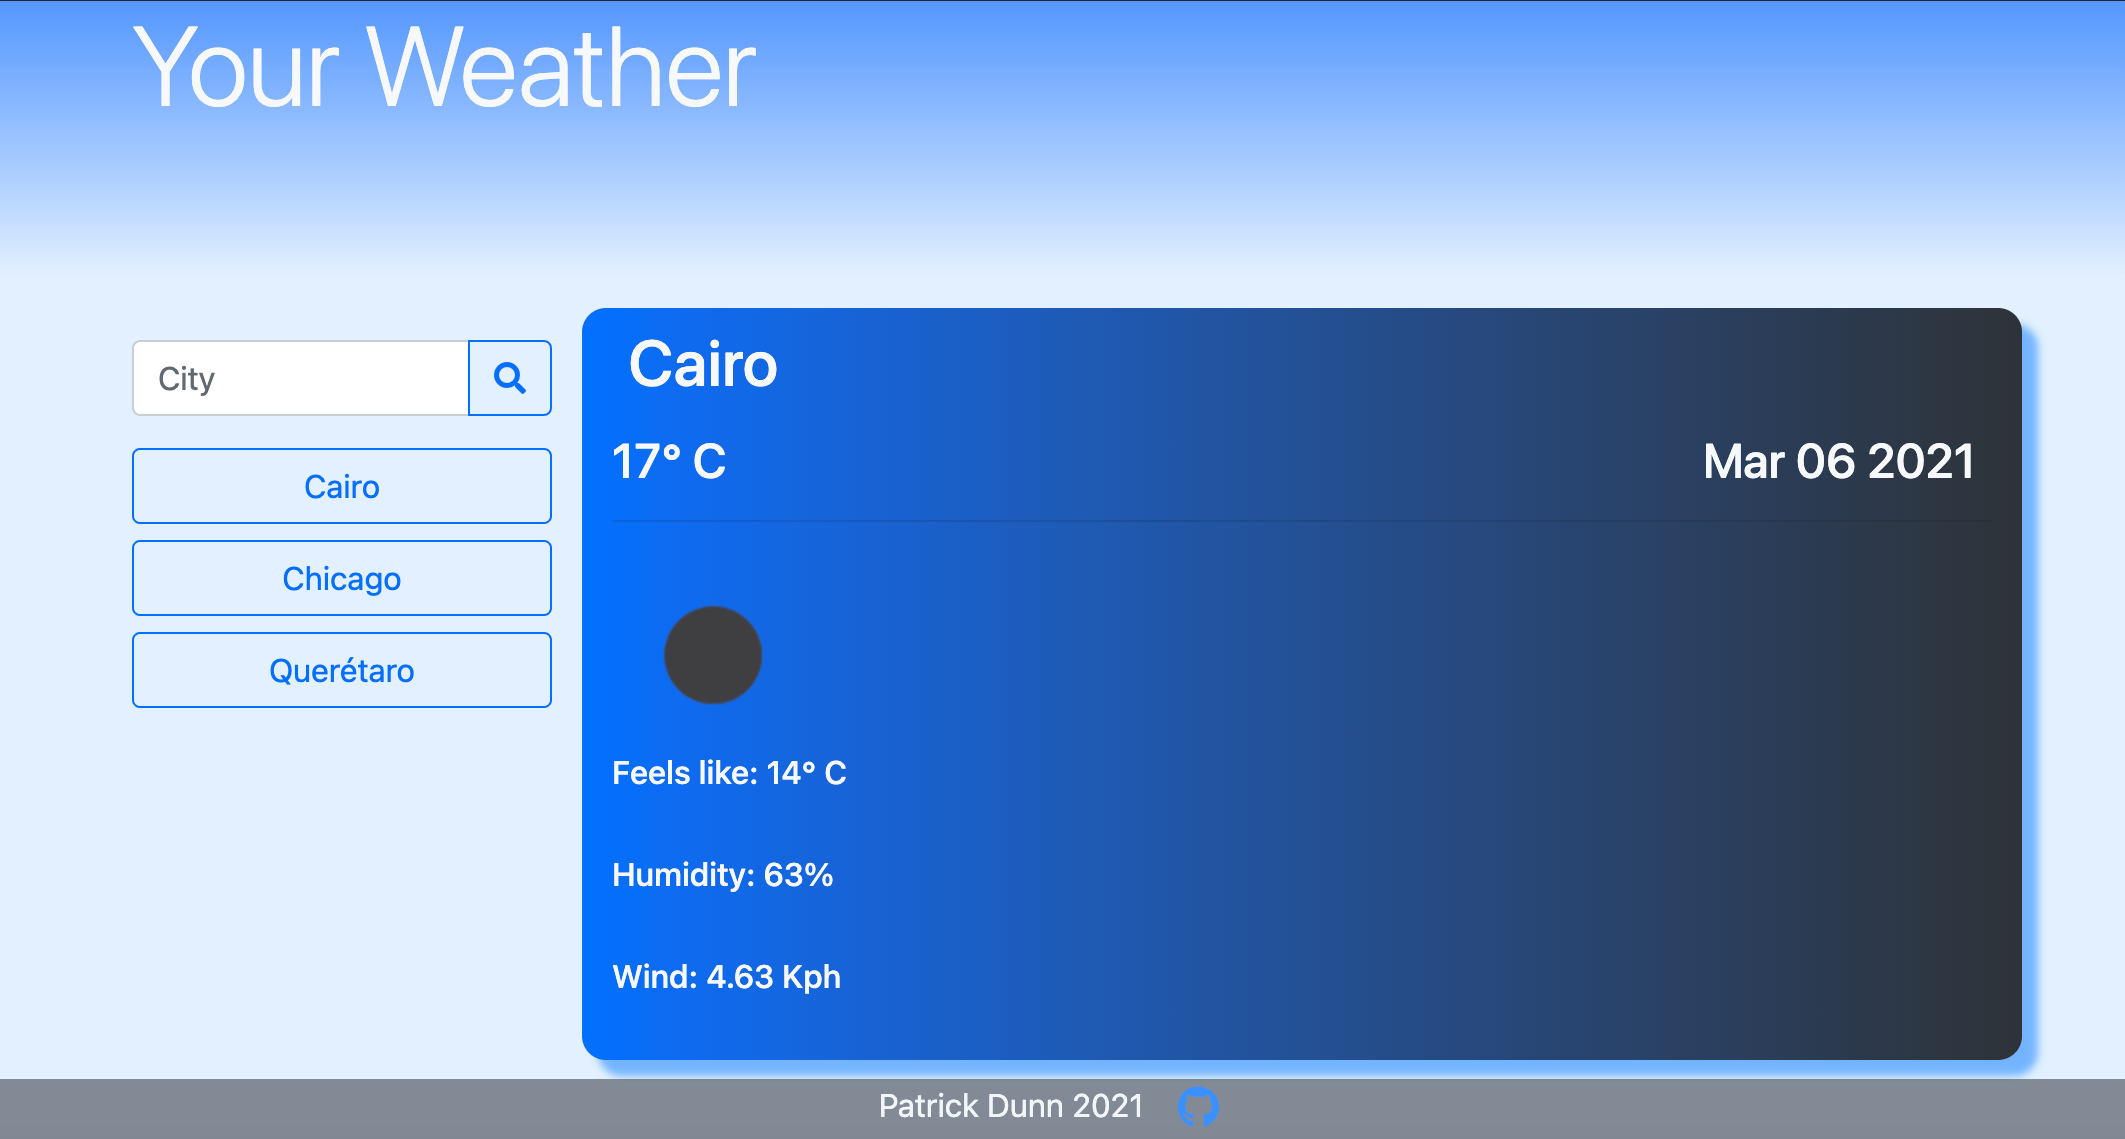 Your Weather
City
Cairo
Chicago
Querétaro
Cairo
17° C
Mar 06 2021
Feels like: 14° C
Humidity: 63%
Wind: 4.63 Kph
Patrick Dunn 2021